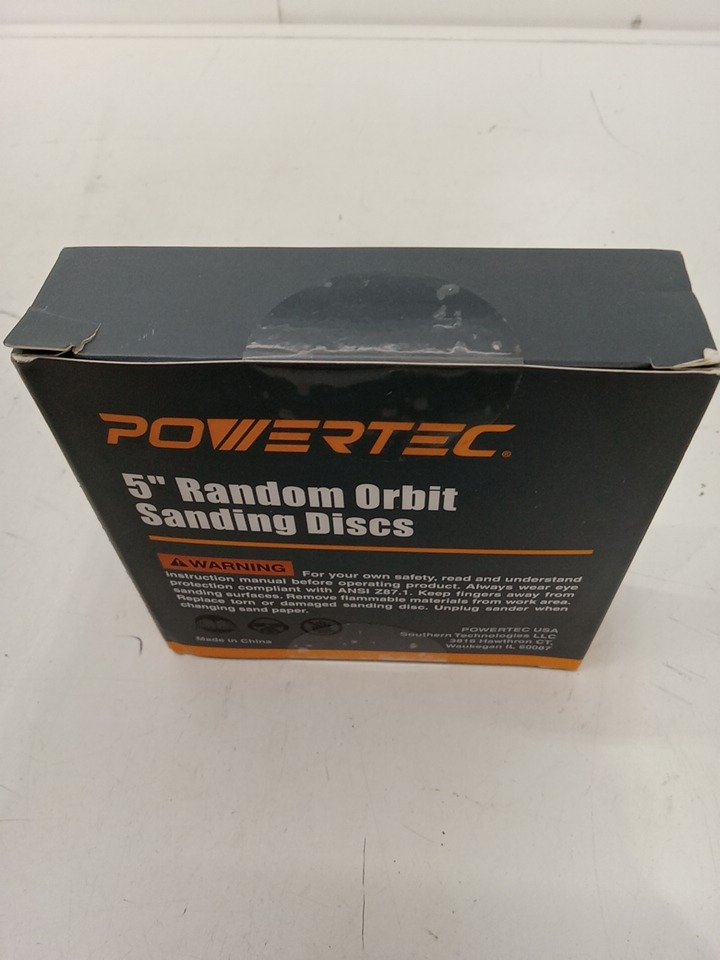 POWERTEC®
5" Random Orbit
Sanding Discs
WARNING For your own safety, read and understand
instruction manual before operating product. Always wear eye
protection compliant with ANSI Z87.1. Keep fingers away from
sanding surfaces. Remove flammable materials from work area.
Replace torn or damaged sanding disc. Unplug sander when
changing sand paper.
Made in China
POWERTEC USA
Southern Technologies LLC
3816 Hawthron CT,
Waukegan IL 60087